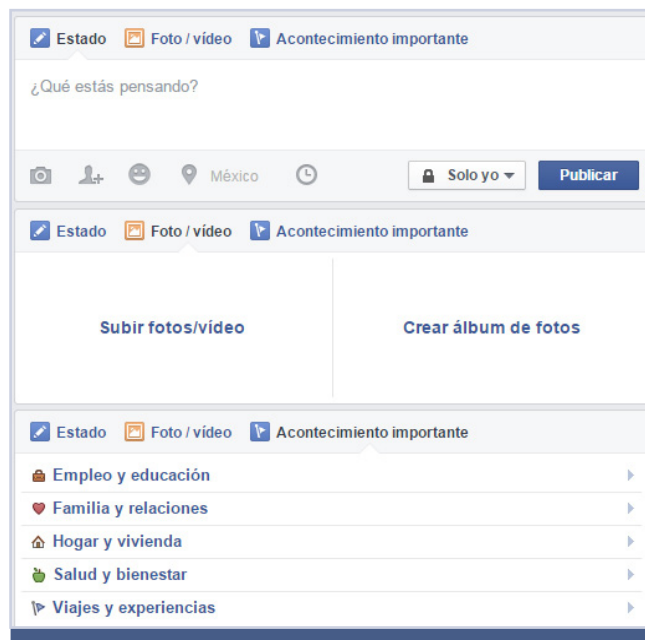 Estado Foto / vídeo Acontecimiento importante
¿Qué estás pensando?
México Solo yo Publicar
Estado Foto / vídeo Acontecimiento importante
Subir fotos/vídeo Crear álbum de fotos
Estado Foto / vídeo Acontecimiento importante
Empleo y educación
Familia y relaciones
Hogar y vivienda
Salud y bienestar
Viajes y experiencias